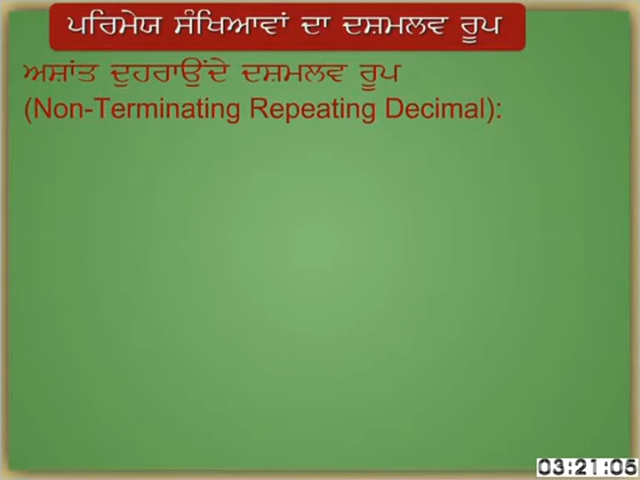 ਪਰਿਮੇਯ ਸੰਖਿਆਵਾਂ ਦਾ ਦਸ਼ਮਲਵ ਰੂਪ
ਅਸ਼ਾਂਤ ਦੁਹਰਾਉਂਦੇ ਦਸ਼ਮਲਵ ਰੂਪ
(Non-Terminating Repeating Decimal):
03:21:05